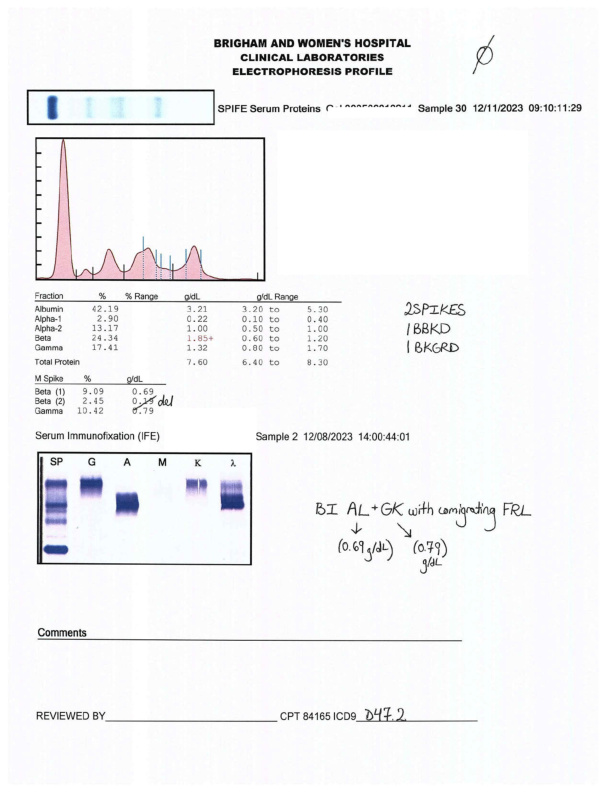 BRIGHAM AND WOMEN'S HOSPITAL
CLINICAL LABORATORIES
ELECTROPHORESIS PROFILE
Ø
SPIFE Serum Proteins Sample 30 12/11/2023 09:10:11:29
Fraction % % Range g/dL g/dL Range
Albumin 42.19 3.21 3.20 to 5.30
Alpha-1 2.90 0.22 0.10 to 0.40
Alpha-2 13.17 1.00 0.50 to 1.00
Beta 24.34 1.85+ 0.60 to 1.20
Gamma 17.41 1.32 0.80 to 1.70
Total Protein 7.60 6.40 to 8.30
2SPIKES
1 BBKD
1 BKGRD
M Spike % g/dL
Beta (1) 9.09 0.69
Beta (2) 2.45 0.19 del
Gamma 10.42 0.79
Serum Immunofixation (IFE) Sample 2 12/08/2023 14:00:44:01
SP G A M K λ
BI AL + GK with comigrating FRL
(0.69 g/dL) (0.79)
g/dL
Comments
REVIEWED BY CPT 84165 ICD9 D47.2